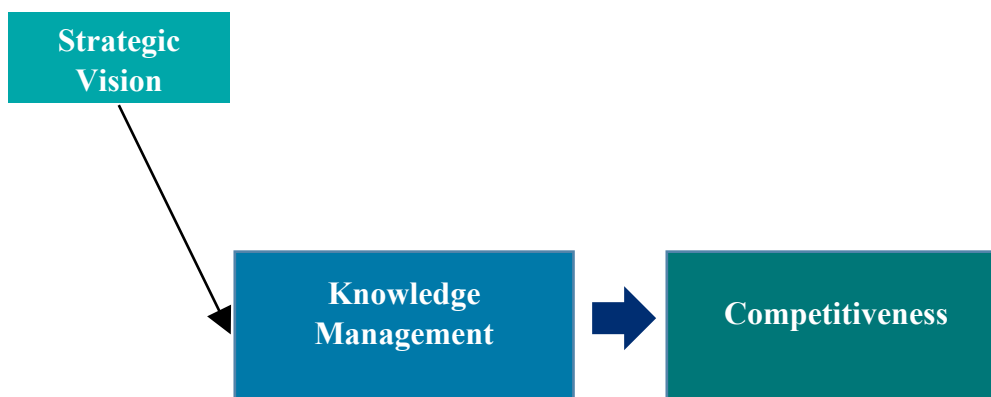 Strategic
Vision
Knowledge
Management
Competitiveness